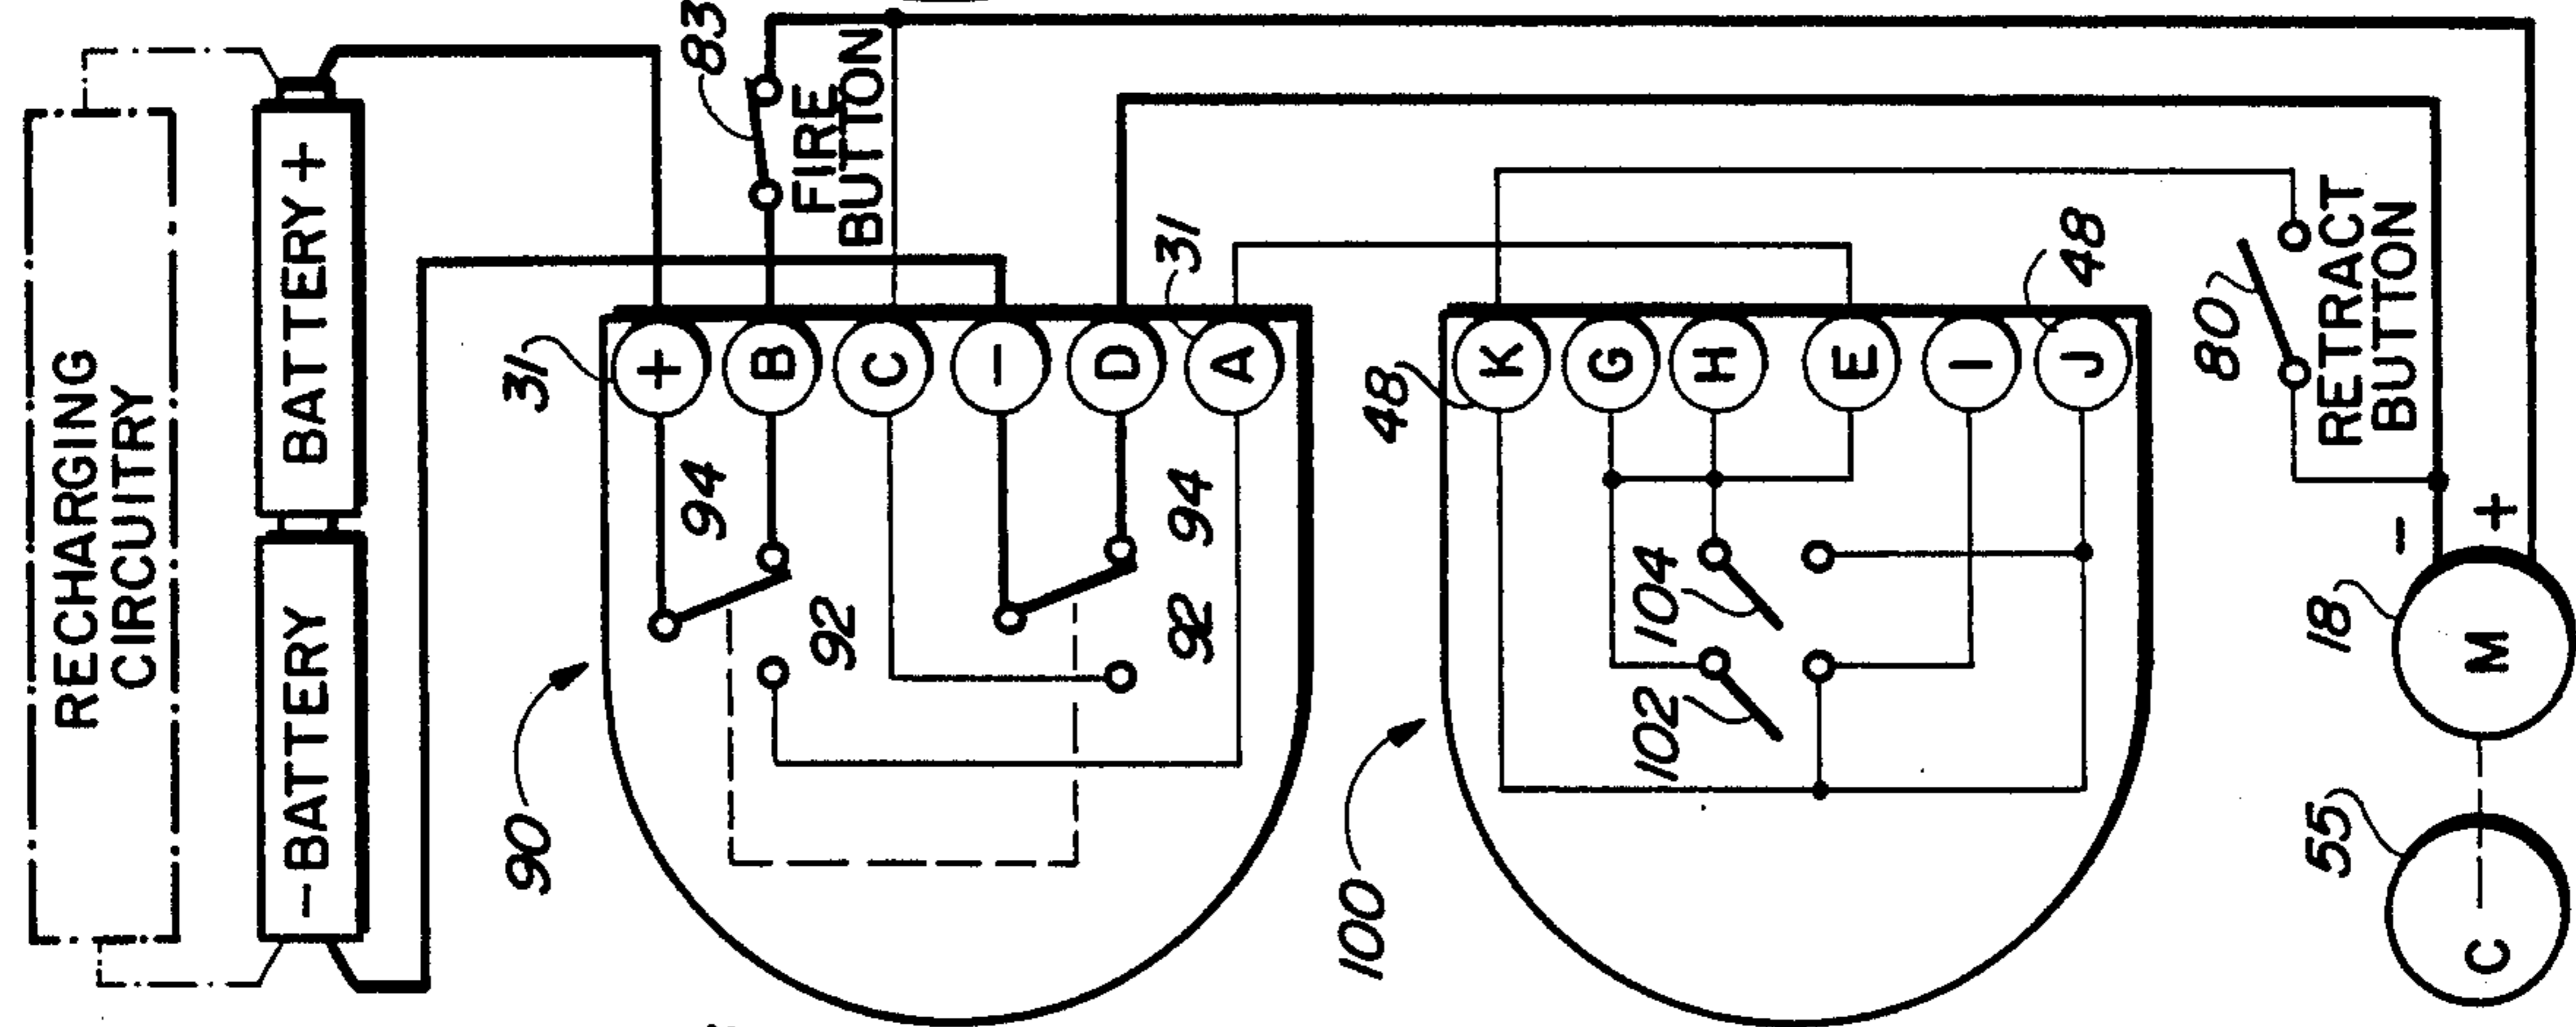 RECHARGING
CIRCUITRY
- BATTERY
BATTERY +
83
FIRE
BUTTON
31
31
+
B
C
-
D
A
94
94
92
92
90
48
48
K
G
H
E
I
J
104
102
100
80
RETRACT
BUTTON
-
+
18
M
55
C